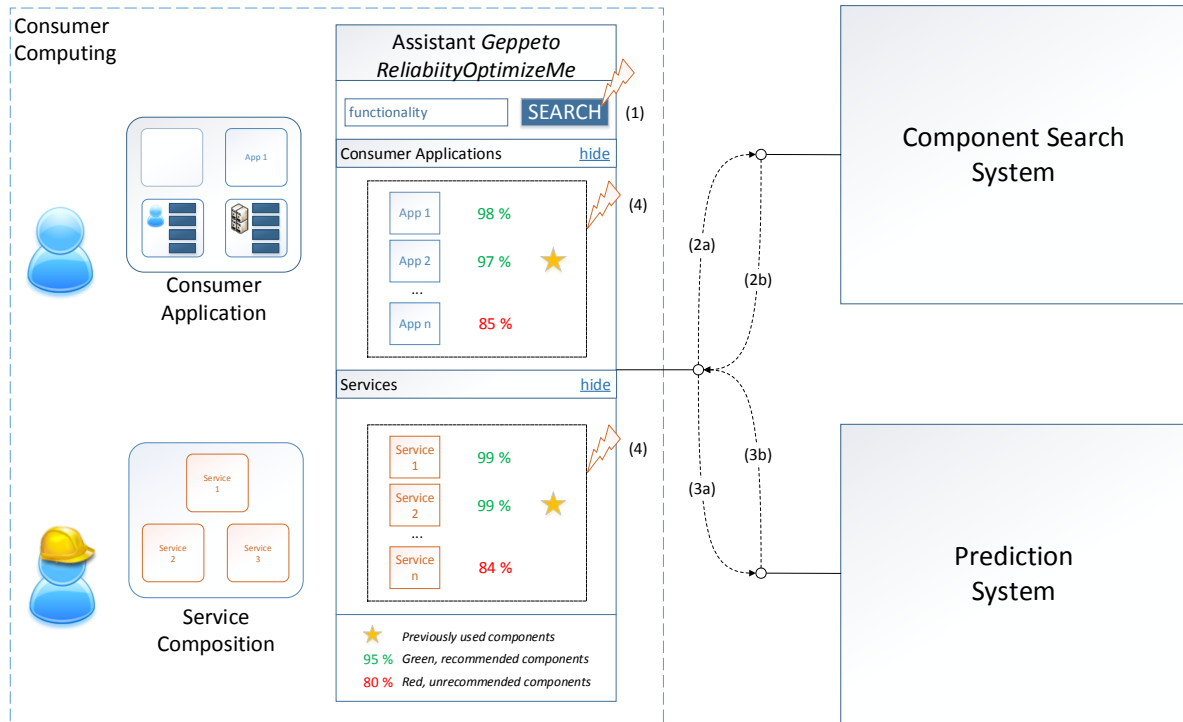 Consumer
Computing
Assistant Geppeto
ReliabiityOptimizeMe
functionality
SEARCH
(1)
Consumer Applications
hide
App 1
98 %
(4)
App 2
97 %
...
App n
85 %
Services
hide
Service
1
99 %
(4)
Service
2
99 %
...
Service
n
84 %
Previously used components
95 %
Green, recommended components
80 %
Red, unrecommended components
App 1
Consumer
Application
Service
1
Service
2
Service
3
Service
Composition
(2a)
(2b)
(3a)
(3b)
Component Search
System
Prediction
System